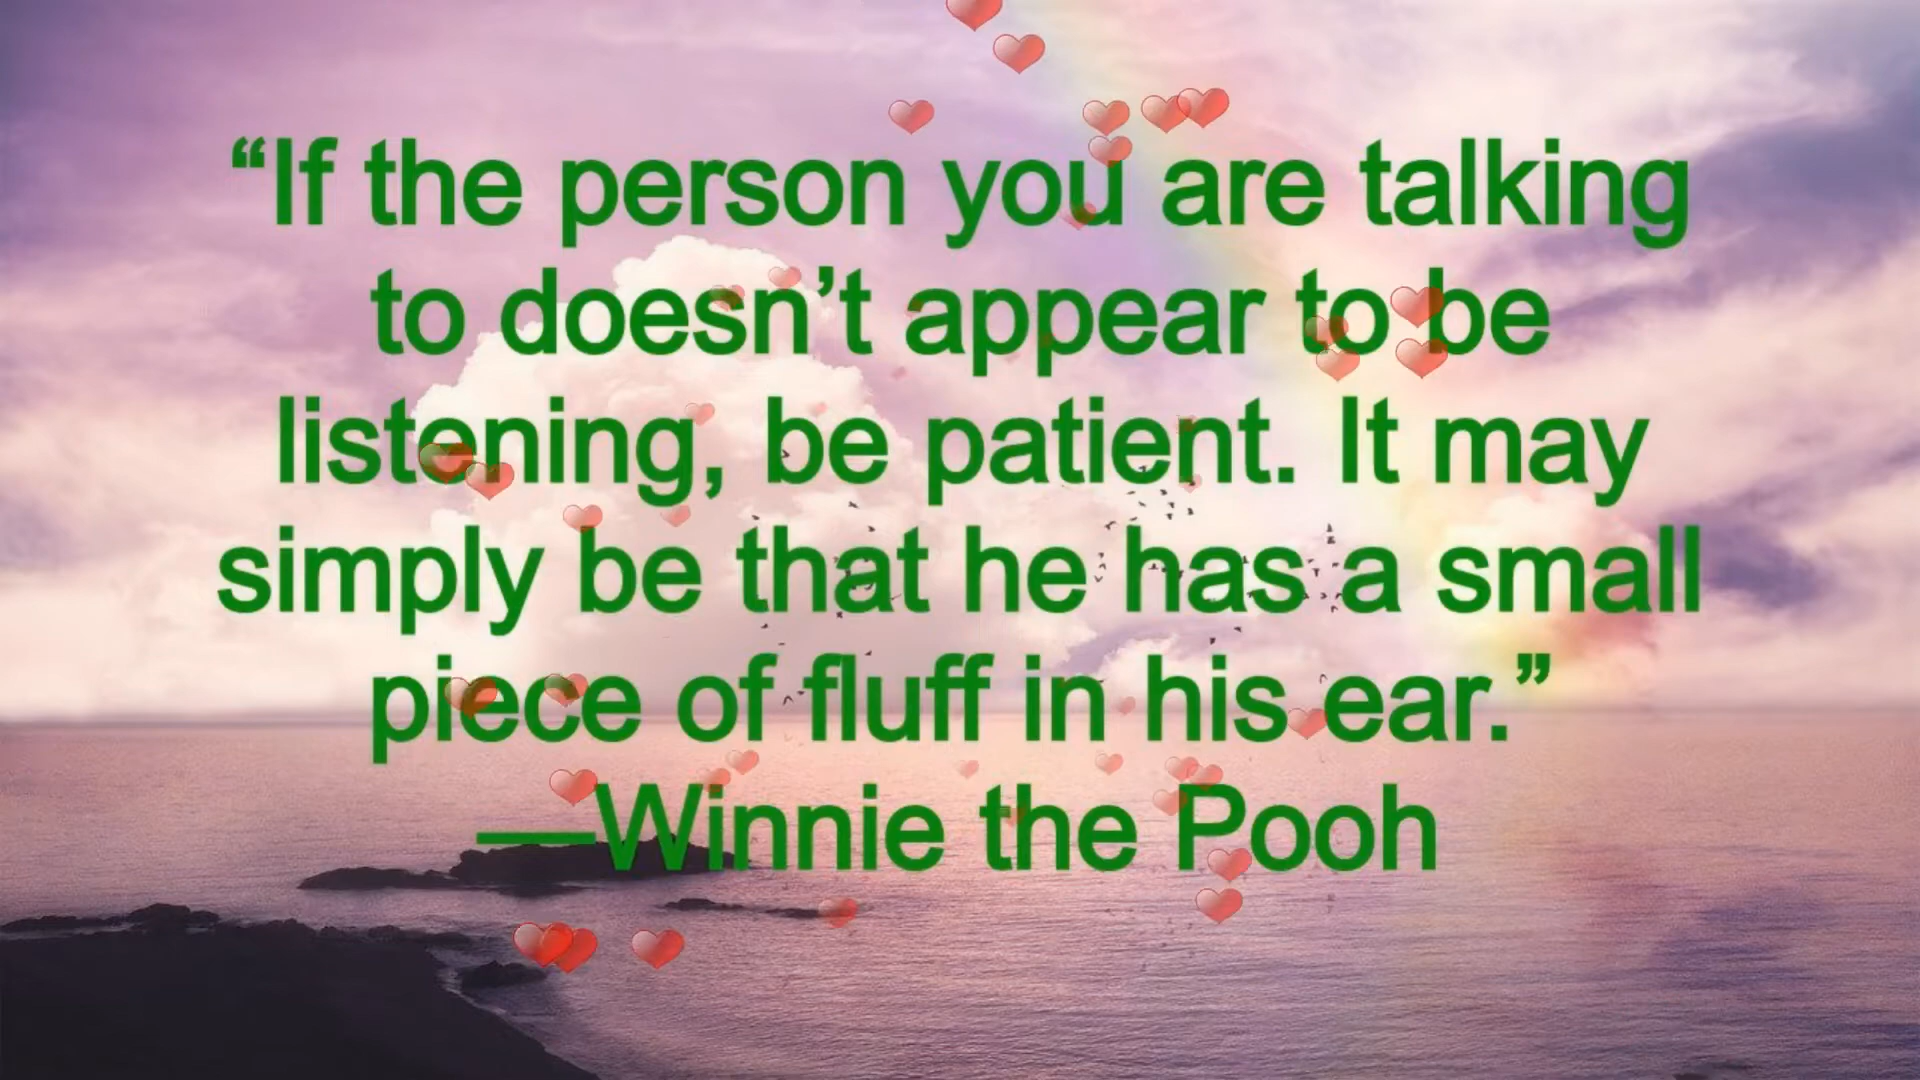 “If the person you are talking
to doesn’t appear to be
listening, be patient. It may
simply be that he has a small
piece of fluff in his ear.”
—Winnie the Pooh